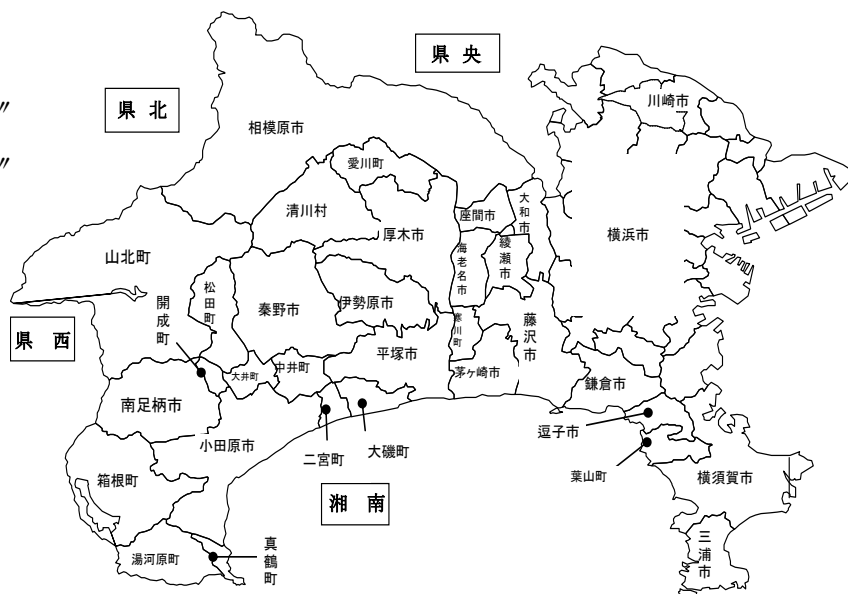 県 央
〃
県 北
川崎市
相模原市
〃
愛川町
大和市
清川村
座間市
厚木市
横浜市
海老名市
綾瀬市
山北町
松田町
開成町
秦野市
伊勢原市
寒川町
藤沢市
県 西
平塚市
中井町
大井町
茅ヶ崎市
鎌倉市
南足柄市
小田原市
逗子市
大磯町
二宮町
箱根町
葉山町
横須賀市
湘 南
真鶴町
三浦市
湯河原町